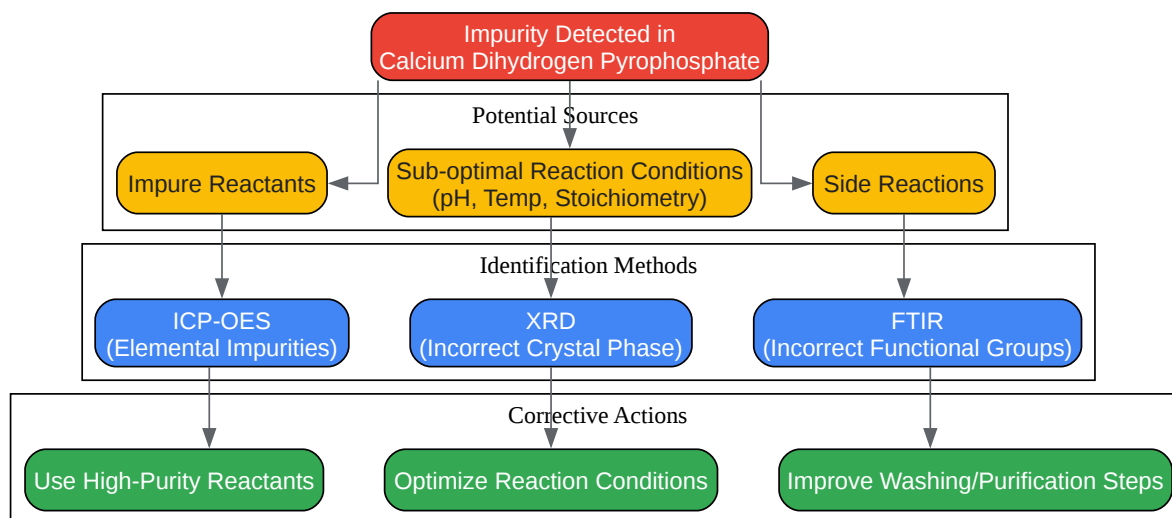 Impurity Detected in
Calcium Dihydrogen Pyrophosphate
Potential Sources
Impure Reactants
Sub-optimal Reaction Conditions
(pH, Temp, Stoichiometry)
Side Reactions
Identification Methods
ICP-OES
(Elemental Impurities)
XRD
(Incorrect Crystal Phase)
FTIR
(Incorrect Functional Groups)
Corrective Actions
Use High-Purity Reactants
Optimize Reaction Conditions
Improve Washing/Purification Steps